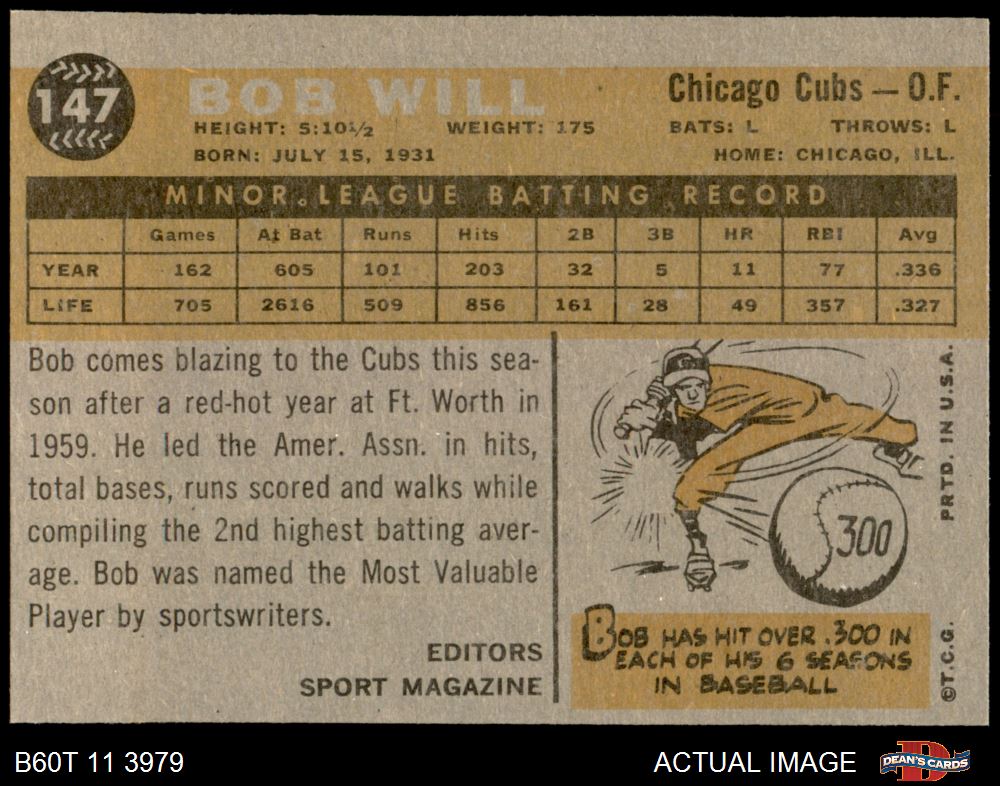 147
BOB WILL
Chicago Cubs — O.F.
HEIGHT: 5:10½ WEIGHT: 175 BATS: L THROWS: L
BORN: JULY 15, 1931 HOME: CHICAGO, ILL.
MINOR LEAGUE BATTING RECORD
Games At Bat Runs Hits 2B 3B HR RBI Avg
YEAR 162 605 101 203 32 5 11 77 .336
LIFE 705 2616 509 856 161 28 49 357 .327
Bob comes blazing to the Cubs this sea-
son after a red-hot year at Ft. Worth in
1959. He led the Amer. Assn. in hits,
total bases, runs scored and walks while
compiling the 2nd highest batting aver-
age. Bob was named the Most Valuable
Player by sportswriters.
EDITORS
SPORT MAGAZINE
300
BOB HAS HIT OVER .300 IN
EACH OF HIS 6 SEASONS
IN BASEBALL
©T.C.G. PRTD. IN U.S.A.
B60T 11 3979
ACTUAL IMAGE
D
DEAN'S CARDS